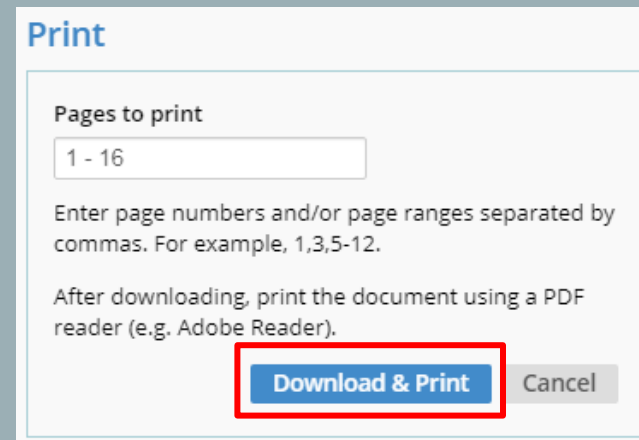 Print
Pages to print
1 - 16
Enter page numbers and/or page ranges separated by
commas. For example, 1,3,5-12.
After downloading, print the document using a PDF
reader (e.g. Adobe Reader).
Download & Print Cancel